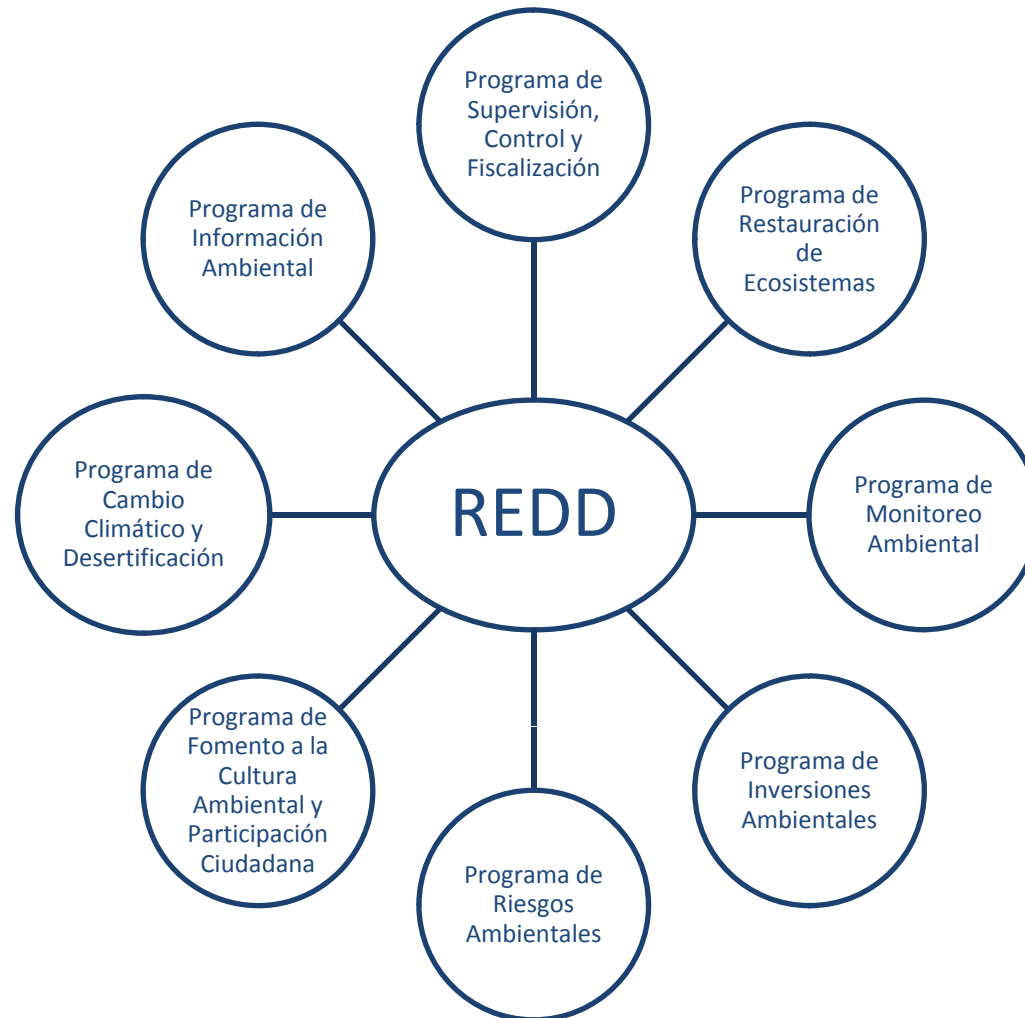 Programa de
Supervisión,
Control y
Fiscalización
Programa de
Restauración
de
Ecosistemas
Programa de
Monitoreo
Ambiental
Programa de
Inversiones
Ambientales
Programa de
Riesgos
Ambientales
Programa de
Fomento a la
Cultura
Ambiental y
Participación
Ciudadana
Programa de
Cambio
Climático y
Desertificación
Programa de
Información
Ambiental
REDD